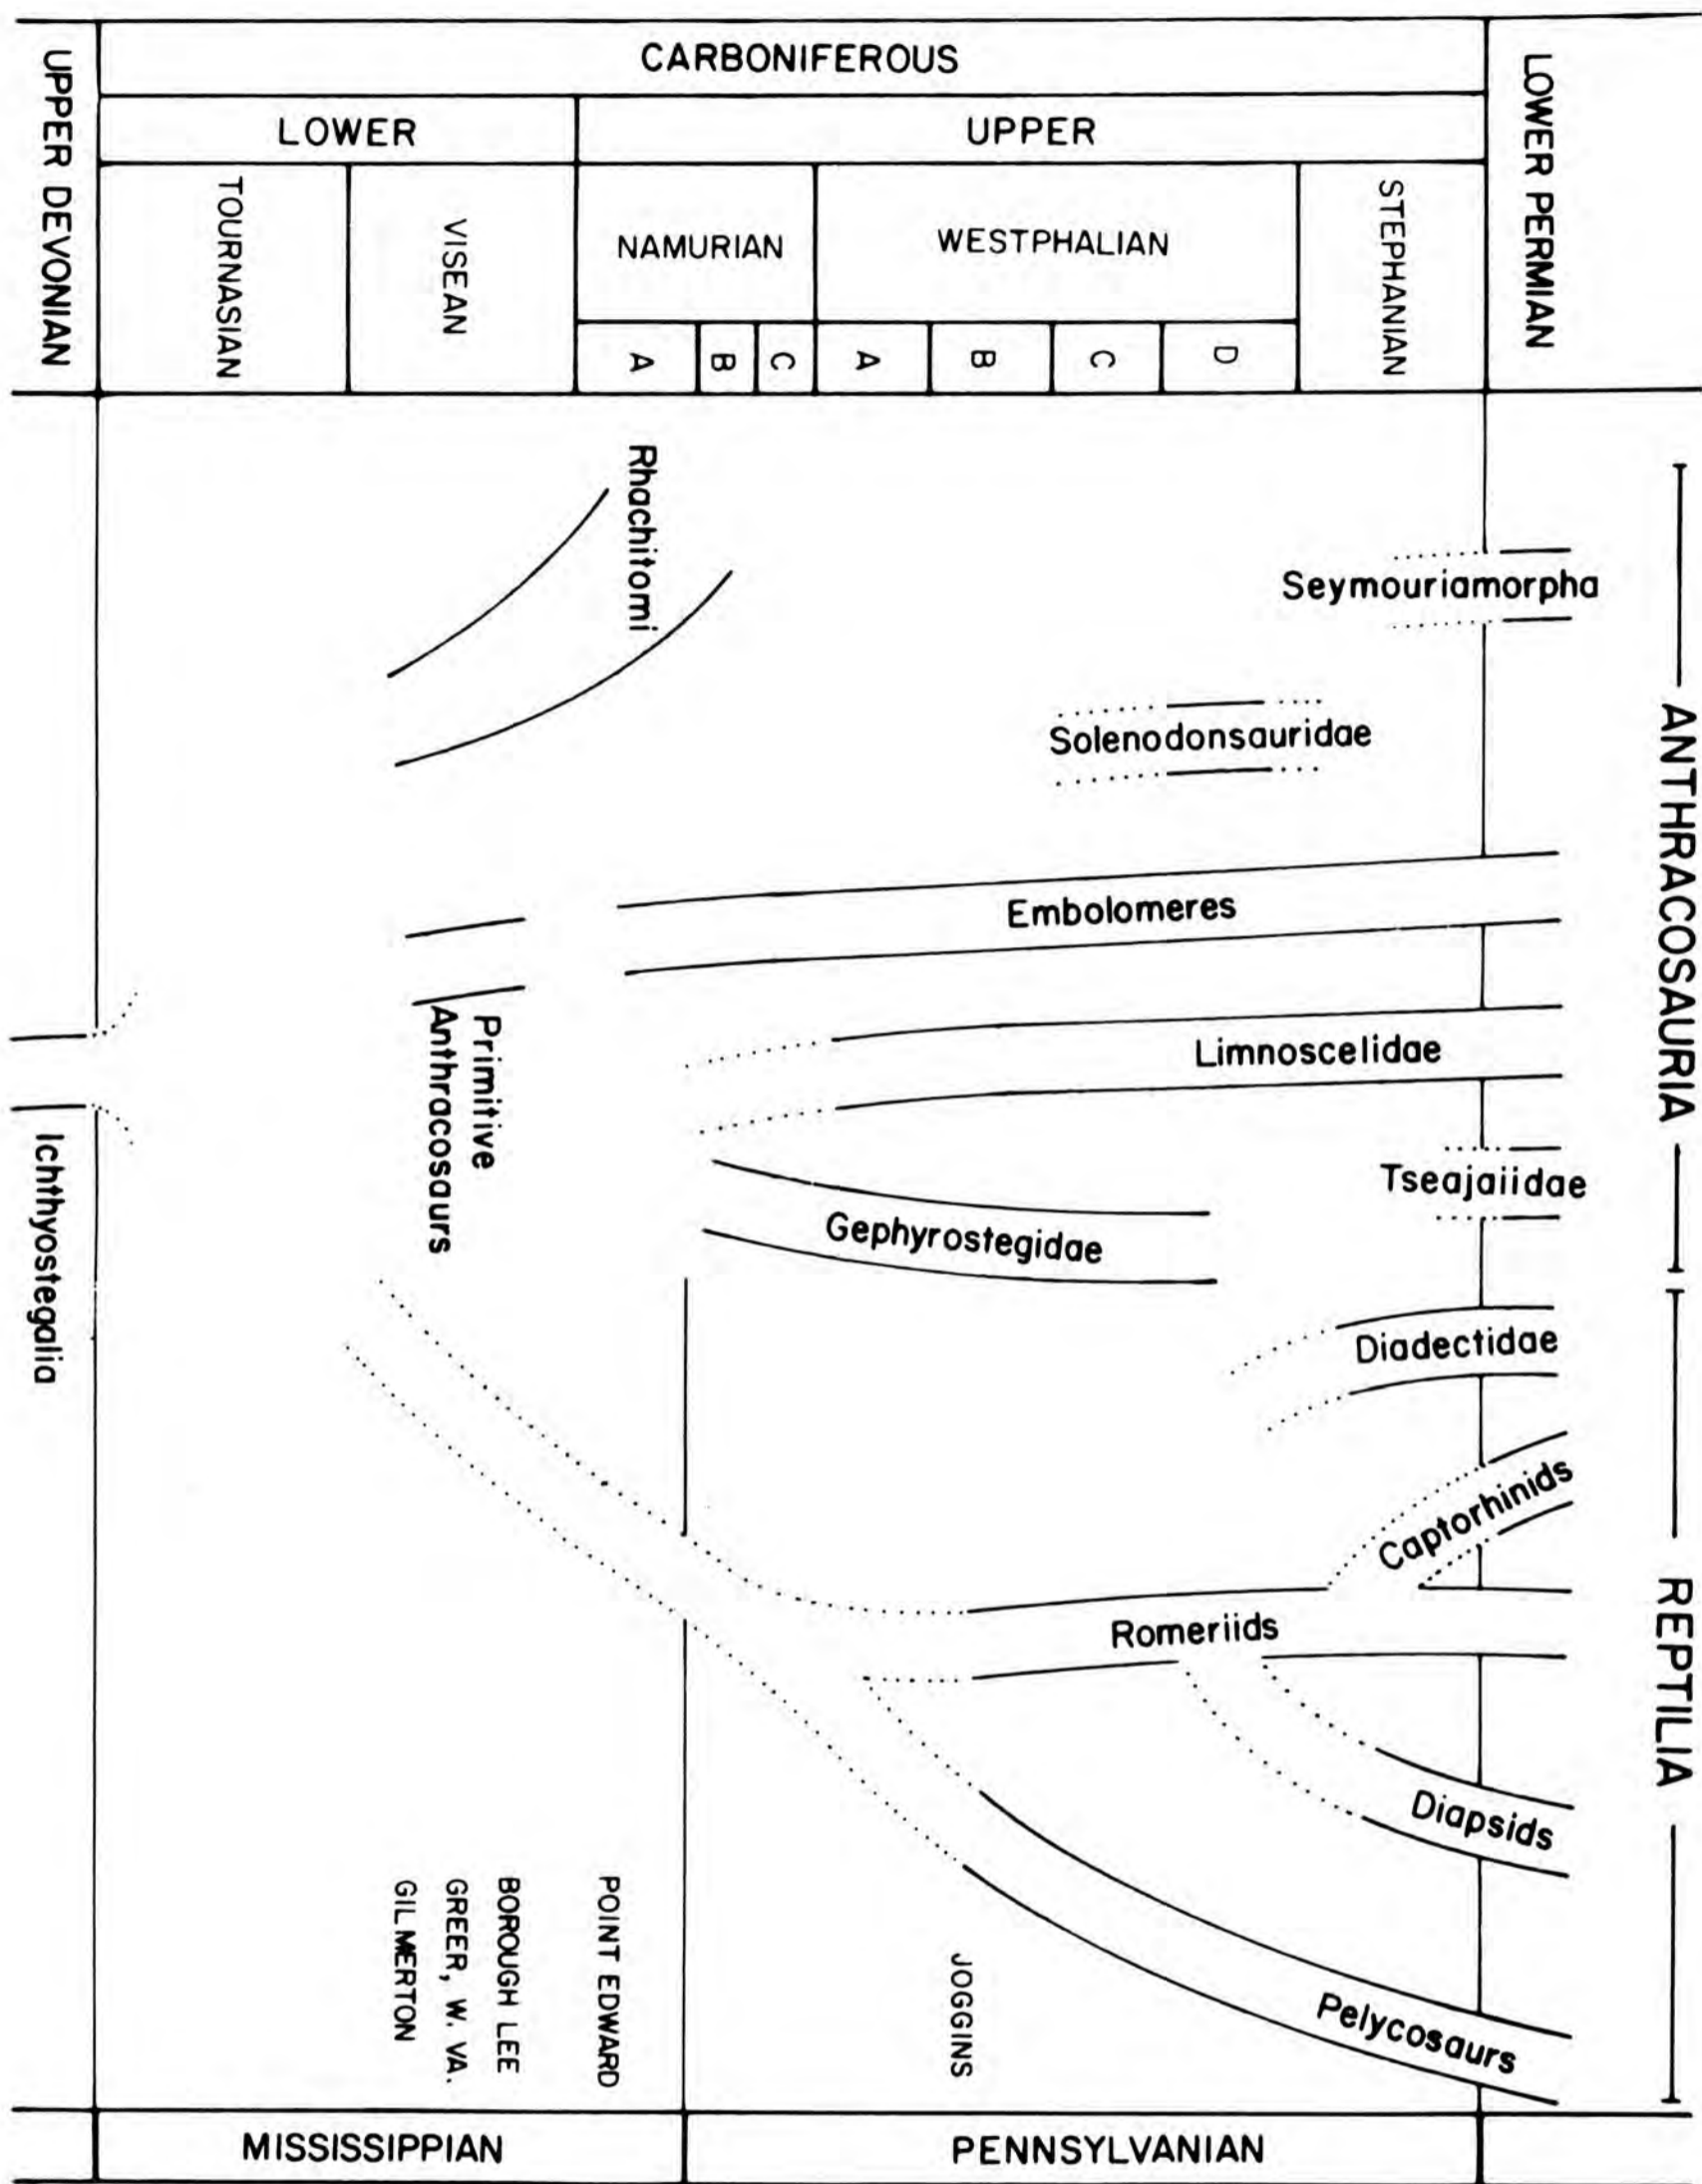 CARBONIFEROUS
UPPER DEVONIAN
LOWER
UPPER
LOWER PERMIAN
TOURNASIAN
VISEAN
NAMURIAN
WESTPHALIAN
STEPHANIAN
A
B
C
A
B
C
D
Rhachitomi
Seymouriamorpha
Solenodonsauridae
ANTHRACOSAURIA
Embolomeres
Primitive
Anthracosaurs
Limnoscelidae
Tseajaiidae
Gephyrostegidae
Ichthyostegalia
Diadectidae
Captorhinids
REPTILIA
Romeriids
Diapsids
Pelycosaurs
POINT EDWARD
BOROUGH LEE
GREER, W. VA.
GILMERTON
JOGGINS
MISSISSIPPIAN
PENNSYLVANIAN